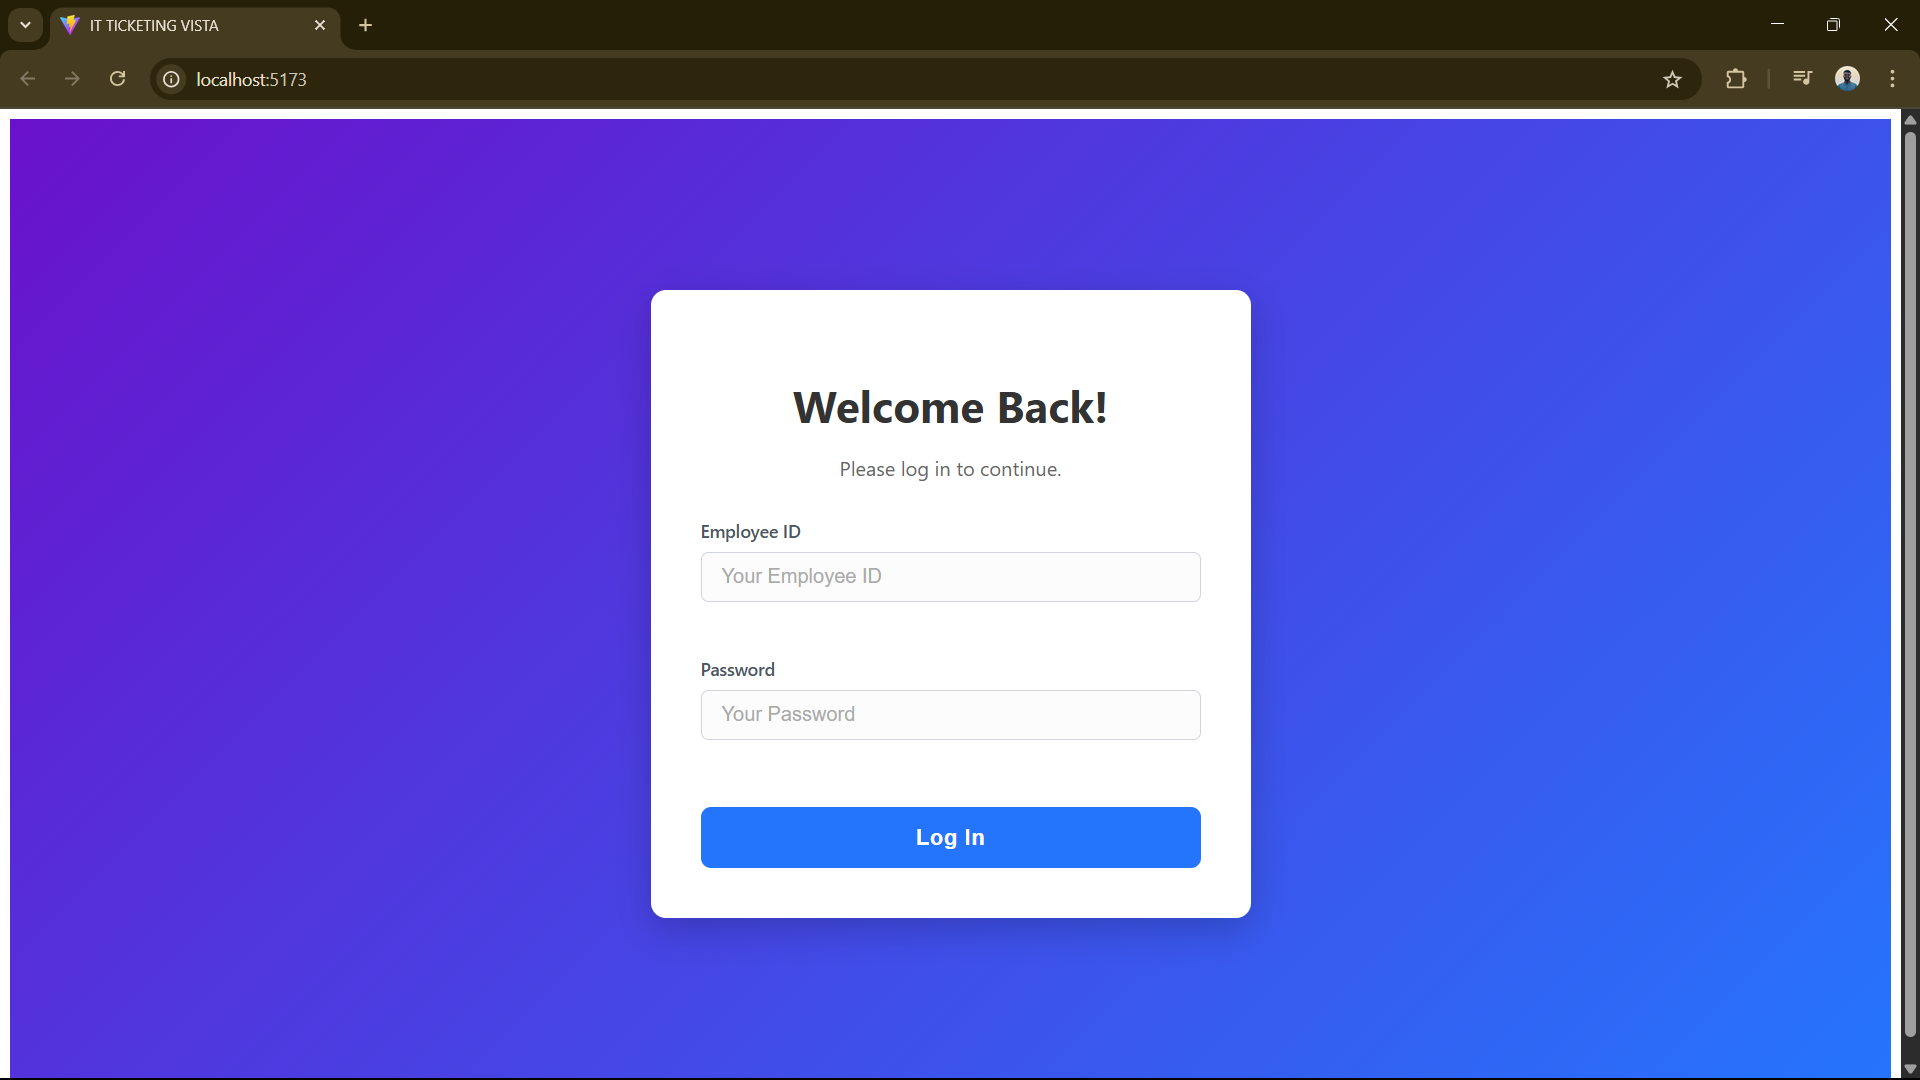 IT TICKETING VISTA
localhost:5173
Welcome Back!
Please log in to continue.
Employee ID
Your Employee ID
Password
Your Password
Log In